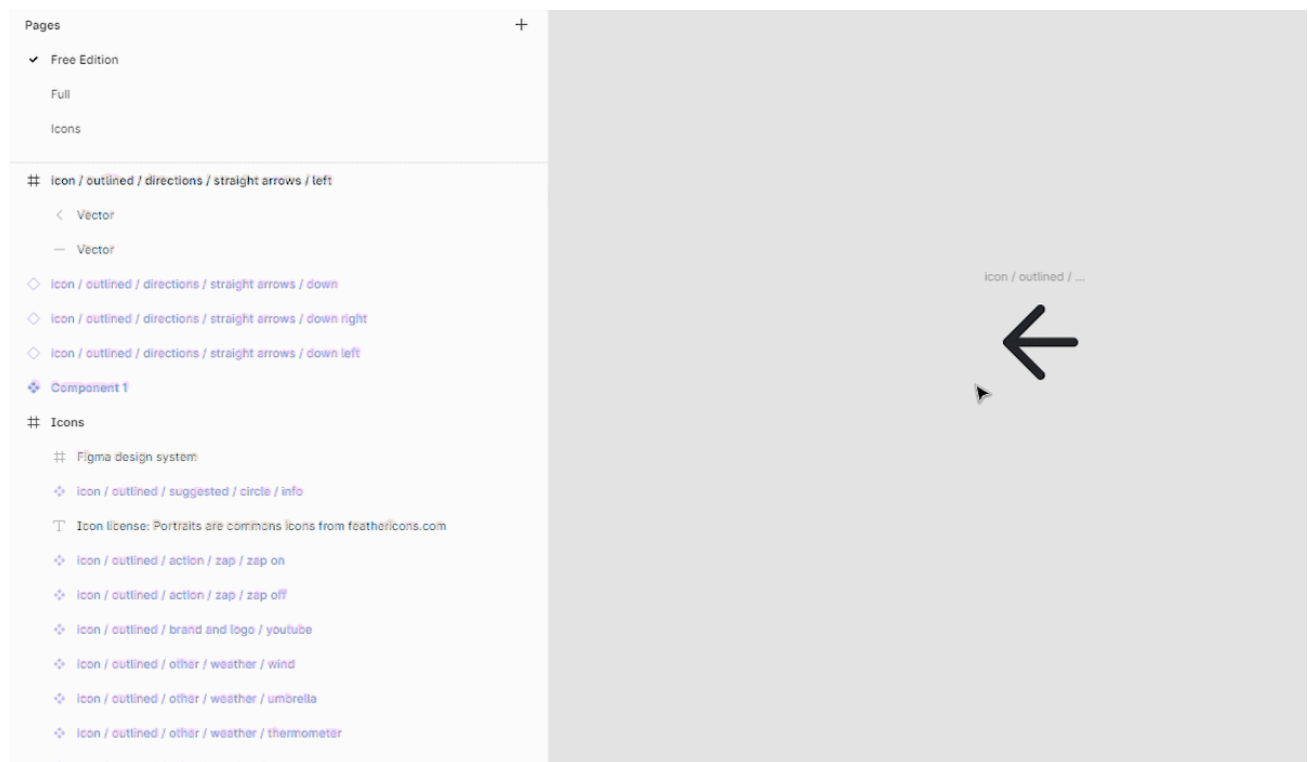 Pages
Free Edition
Full
Icons
icon / outlined / directions / straight arrows / left
Vector
Vector
icon / outlined / directions / straight arrows / down
icon / outlined / directions / straight arrows / down right
icon / outlined / directions / straight arrows / down left
Component 1
Icons
Figma design system
icon / outlined / suggested / circle / info
Icon license: Portraits are commons icons from feathericons.com
icon / outlined / action / zap / zap on
icon / outlined / action / zap / zap off
icon / outlined / brand and logo / youtube
icon / outlined / other / weather / wind
icon / outlined / other / weather / umbrella
icon / outlined / other / weather / thermometer
icon / outlined / ...